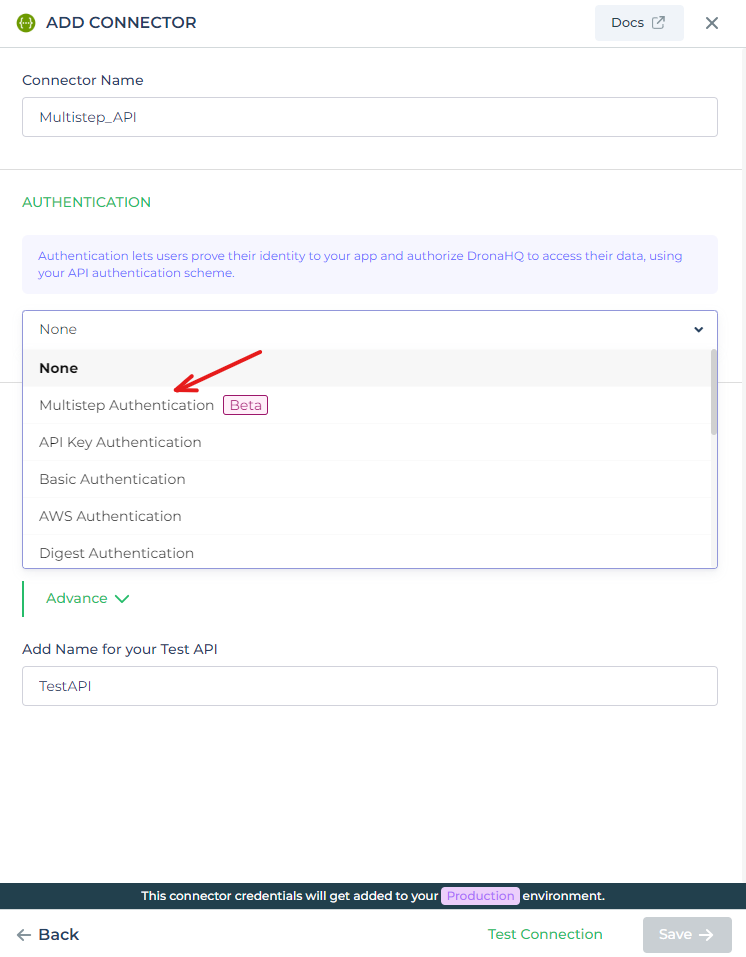 ADD CONNECTOR
Docs
Connector Name
Multistep_API
AUTHENTICATION
Authentication lets users prove their identity to your app and authorize DronaHQ to access their data, using
your API authentication scheme.
None
None
Multistep Authentication Beta
API Key Authentication
Basic Authentication
AWS Authentication
Digest Authentication
Advance
Add Name for your Test API
TestAPI
This connector credentials will get added to your Production environment.
Back
Test Connection
Save